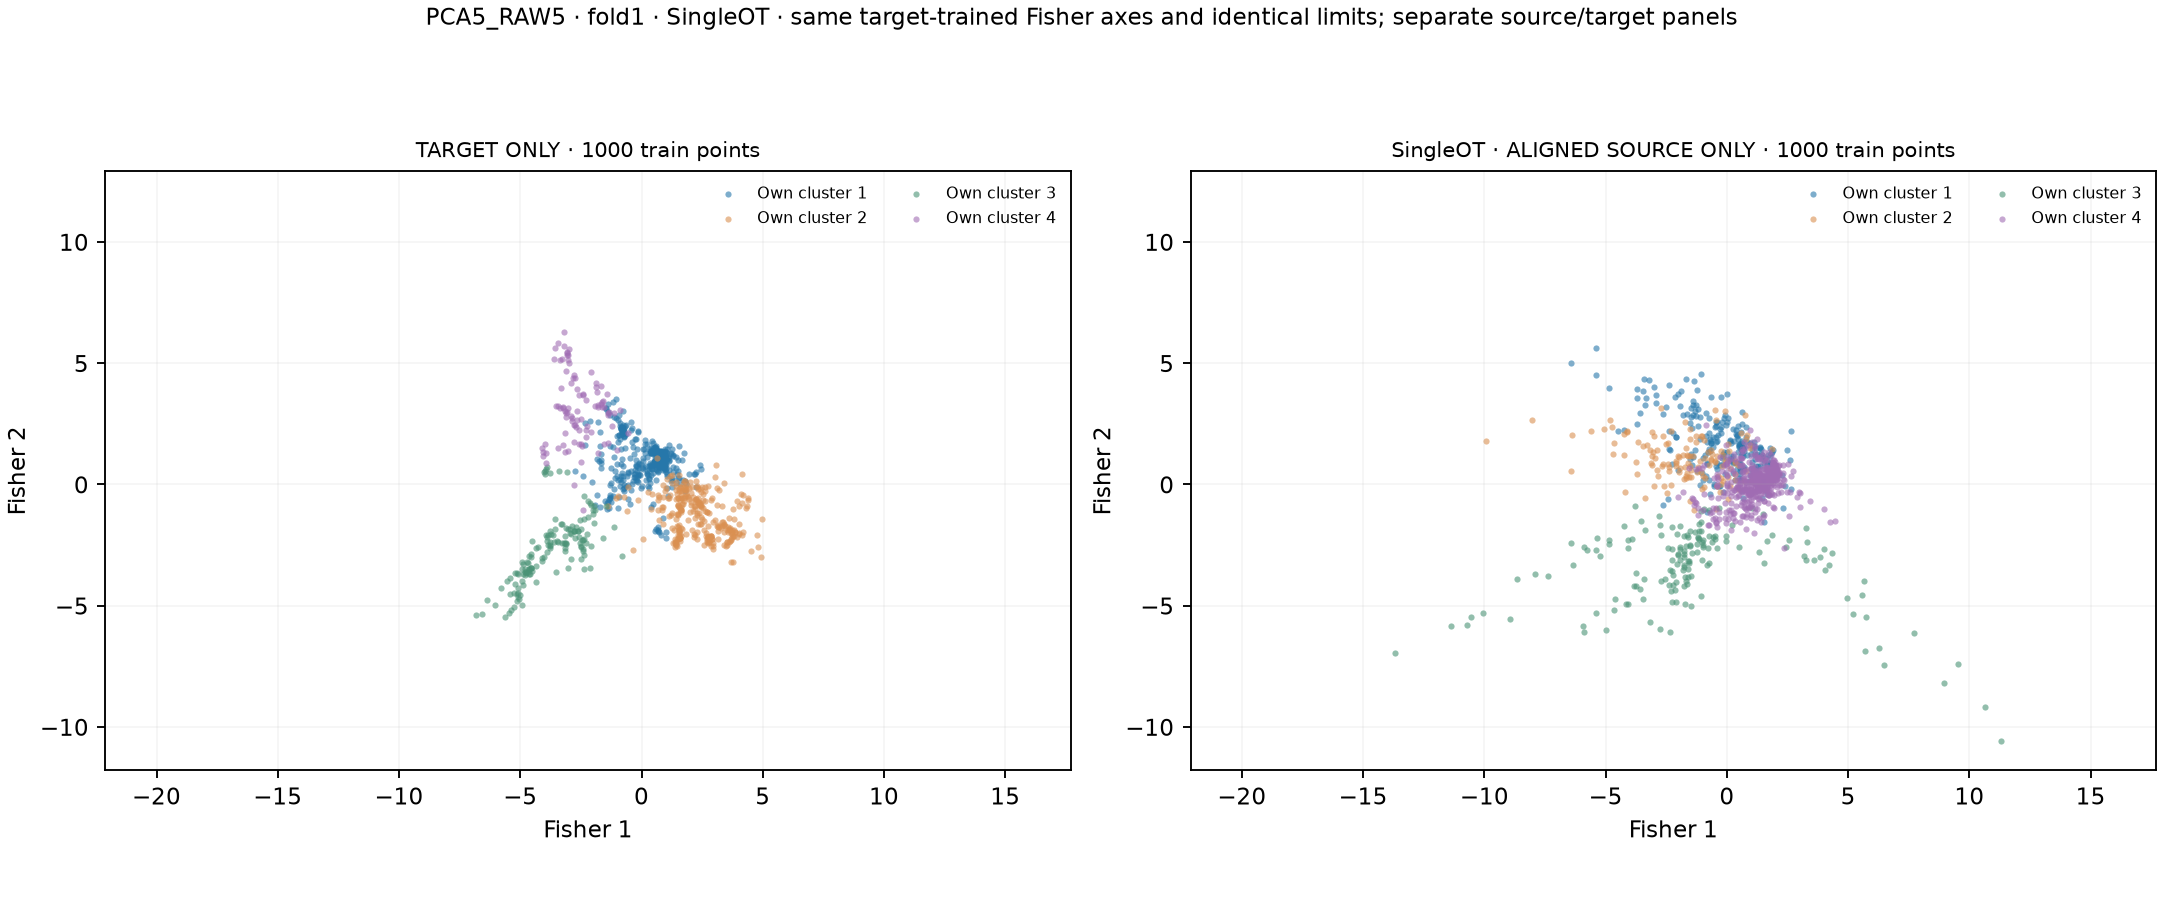 PCA5_RAW5 · fold1 · SingleOT · same target-trained Fisher axes and identical limits; separate source/target panels
TARGET ONLY · 1000 train points
Own cluster 1
Own cluster 2
Own cluster 3
Own cluster 4
10
5
0
−5
−10
Fisher 2
−20
−15
−10
−5
0
5
10
15
Fisher 1
SingleOT · ALIGNED SOURCE ONLY · 1000 train points
Own cluster 1
Own cluster 2
Own cluster 3
Own cluster 4
10
5
0
−5
−10
Fisher 2
−20
−15
−10
−5
0
5
10
15
Fisher 1